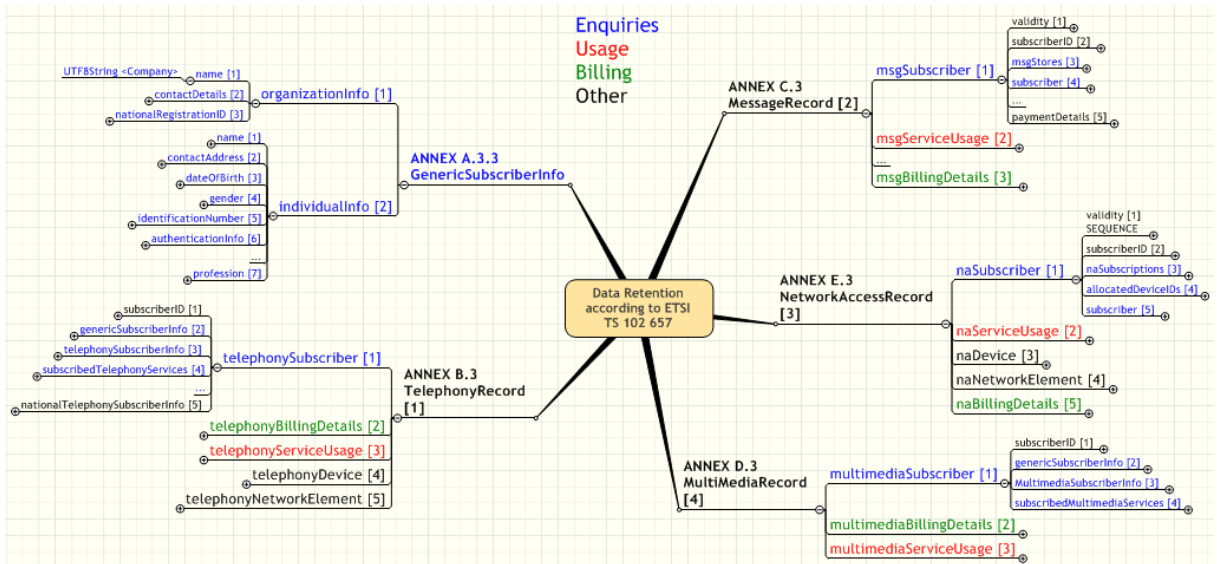 Enquiries
Usage
Billing
Other
UTF8String <Company>
name [1]
contactDetails [2]
nationalRegistrationID [3]
organizationInfo [1]
name [1]
contactAddress [2]
dateOfBirth [3]
gender [4]
identificationNumber [5]
authenticationInfo [6]
...
profession [7]
individualInfo [2]
ANNEX A.3.3
GenericSubscriberInfo
subscriberID [1]
genericSubscriberInfo [2]
telephonySubscriberInfo [3]
subscribedTelephonyServices [4]
...
nationalTelephonySubscriberInfo [5]
telephonySubscriber [1]
telephonyBillingDetails [2]
telephonyServiceUsage [3]
telephonyDevice [4]
telephonyNetworkElement [5]
ANNEX B.3
TelephonyRecord
[1]
Data Retention
according to ETSI
TS 102 657
ANNEX C.3
MessageRecord [2]
msgSubscriber [1]
validity [1]
subscriberID [2]
msgStores [3]
subscriber [4]
...
paymentDetails [5]
msgServiceUsage [2]
...
msgBillingDetails [3]
ANNEX E.3
NetworkAccessRecord
[3]
naSubscriber [1]
validity [1]
SEQUENCE
subscriberID [2]
naSubscriptions [3]
allocatedDeviceIDs [4]
subscriber [5]
naServiceUsage [2]
naDevice [3]
naNetworkElement [4]
naBillingDetails [5]
ANNEX D.3
MultiMediaRecord
[4]
multimediaSubscriber [1]
subscriberID [1]
genericSubscriberInfo [2]
MultimediaSubscriberInfo [3]
subscribedMultimediaServices [4]
multimediaBillingDetails [2]
multimediaServiceUsage [3]